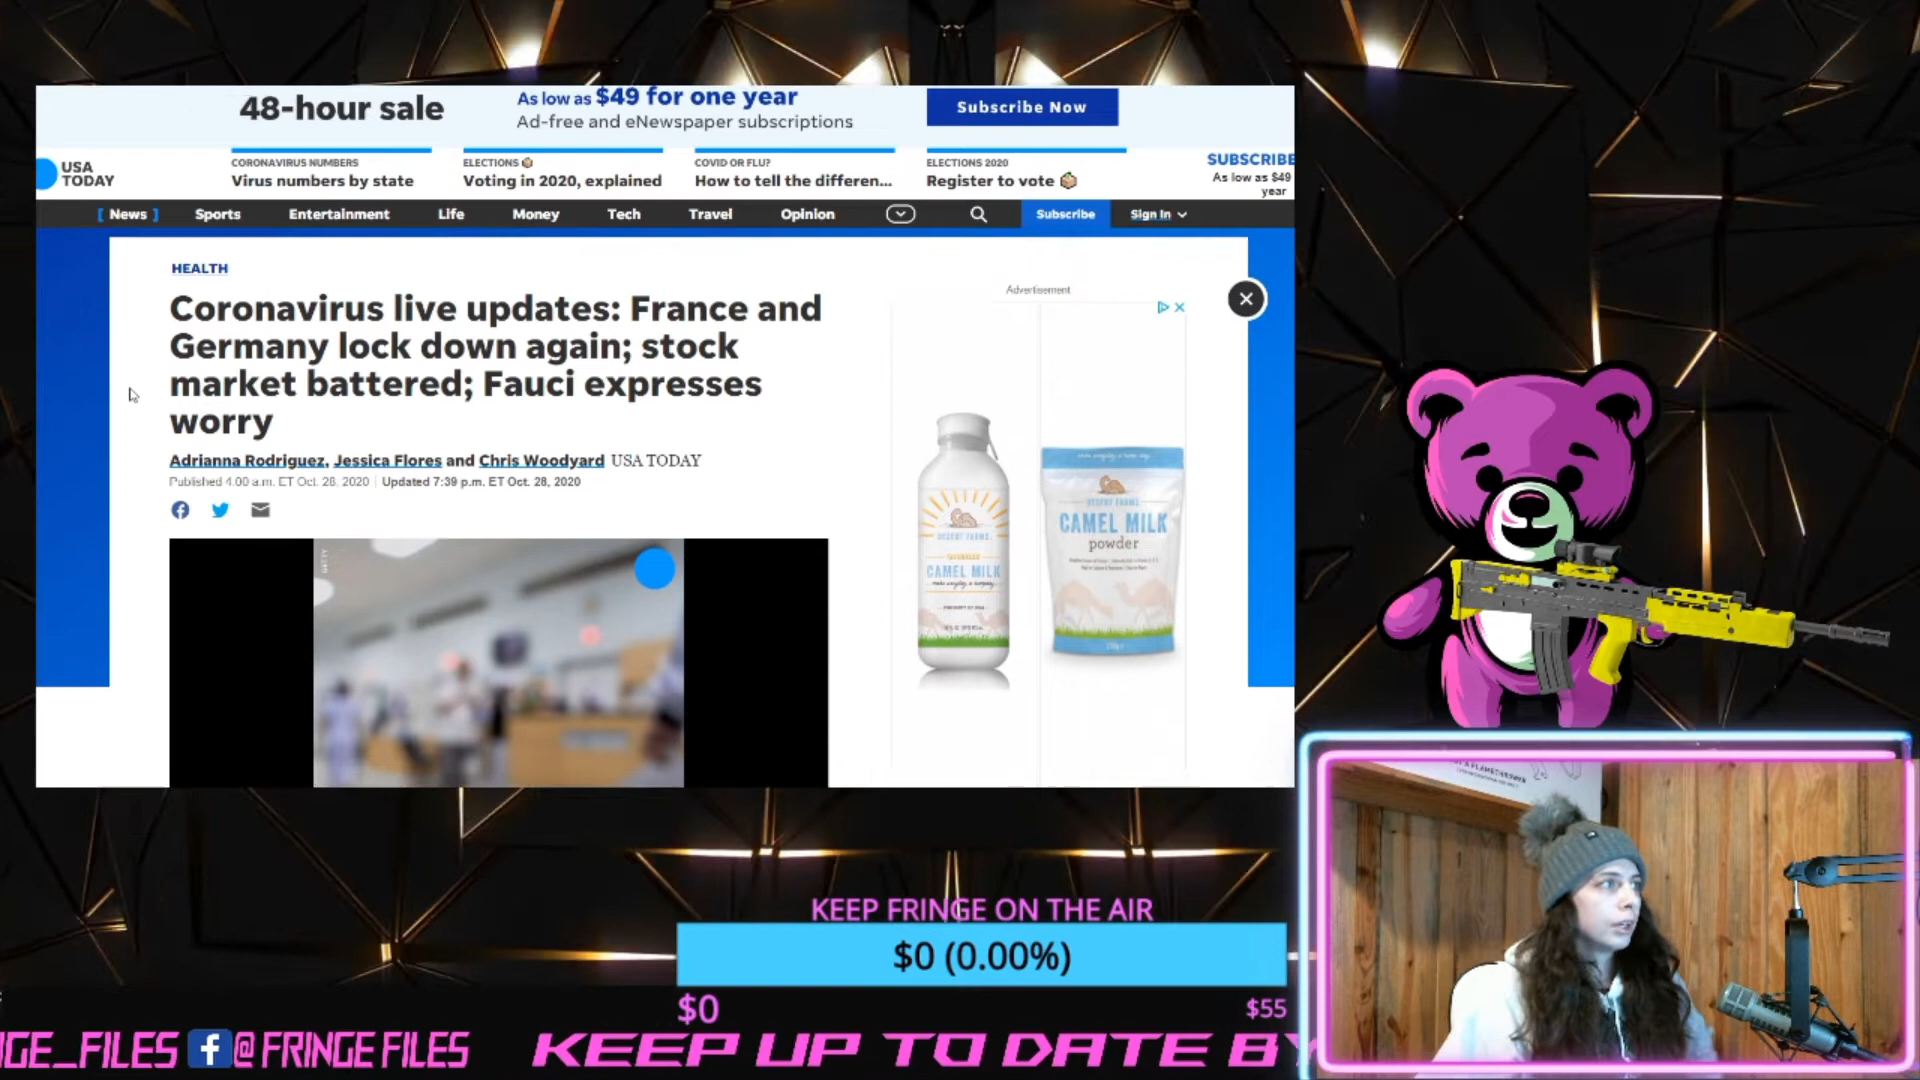 48-hour sale
As low as $49 for one year
Ad-free and eNewspaper subscriptions
Subscribe Now
USA
TODAY
CORONAVIRUS NUMBERS
Virus numbers by state
ELECTIONS
Voting in 2020, explained
COVID OR FLU?
How to tell the differen...
ELECTIONS 2020
Register to vote
SUBSCRIBE
As low as $49
year
[ News ]
Sports
Entertainment
Life
Money
Tech
Travel
Opinion
Subscribe
Sign In
HEALTH
Coronavirus live updates: France and
Germany lock down again; stock
market battered; Fauci expresses
worry
Adrianna Rodriguez, Jessica Flores and Chris Woodyard USA TODAY
Published 4:00 a.m. ET Oct. 28, 2020 | Updated 7:39 p.m. ET Oct. 28, 2020
Advertisement
GETTY
DESERT FARMS
CAMEL MILK
DESERT FARMS
CAMEL MILK
powder
KEEP FRINGE ON THE AIR
$0 (0.00%)
$0
$55
GE_FILES f @ FRINGE FILES KEEP UP TO DATE BY